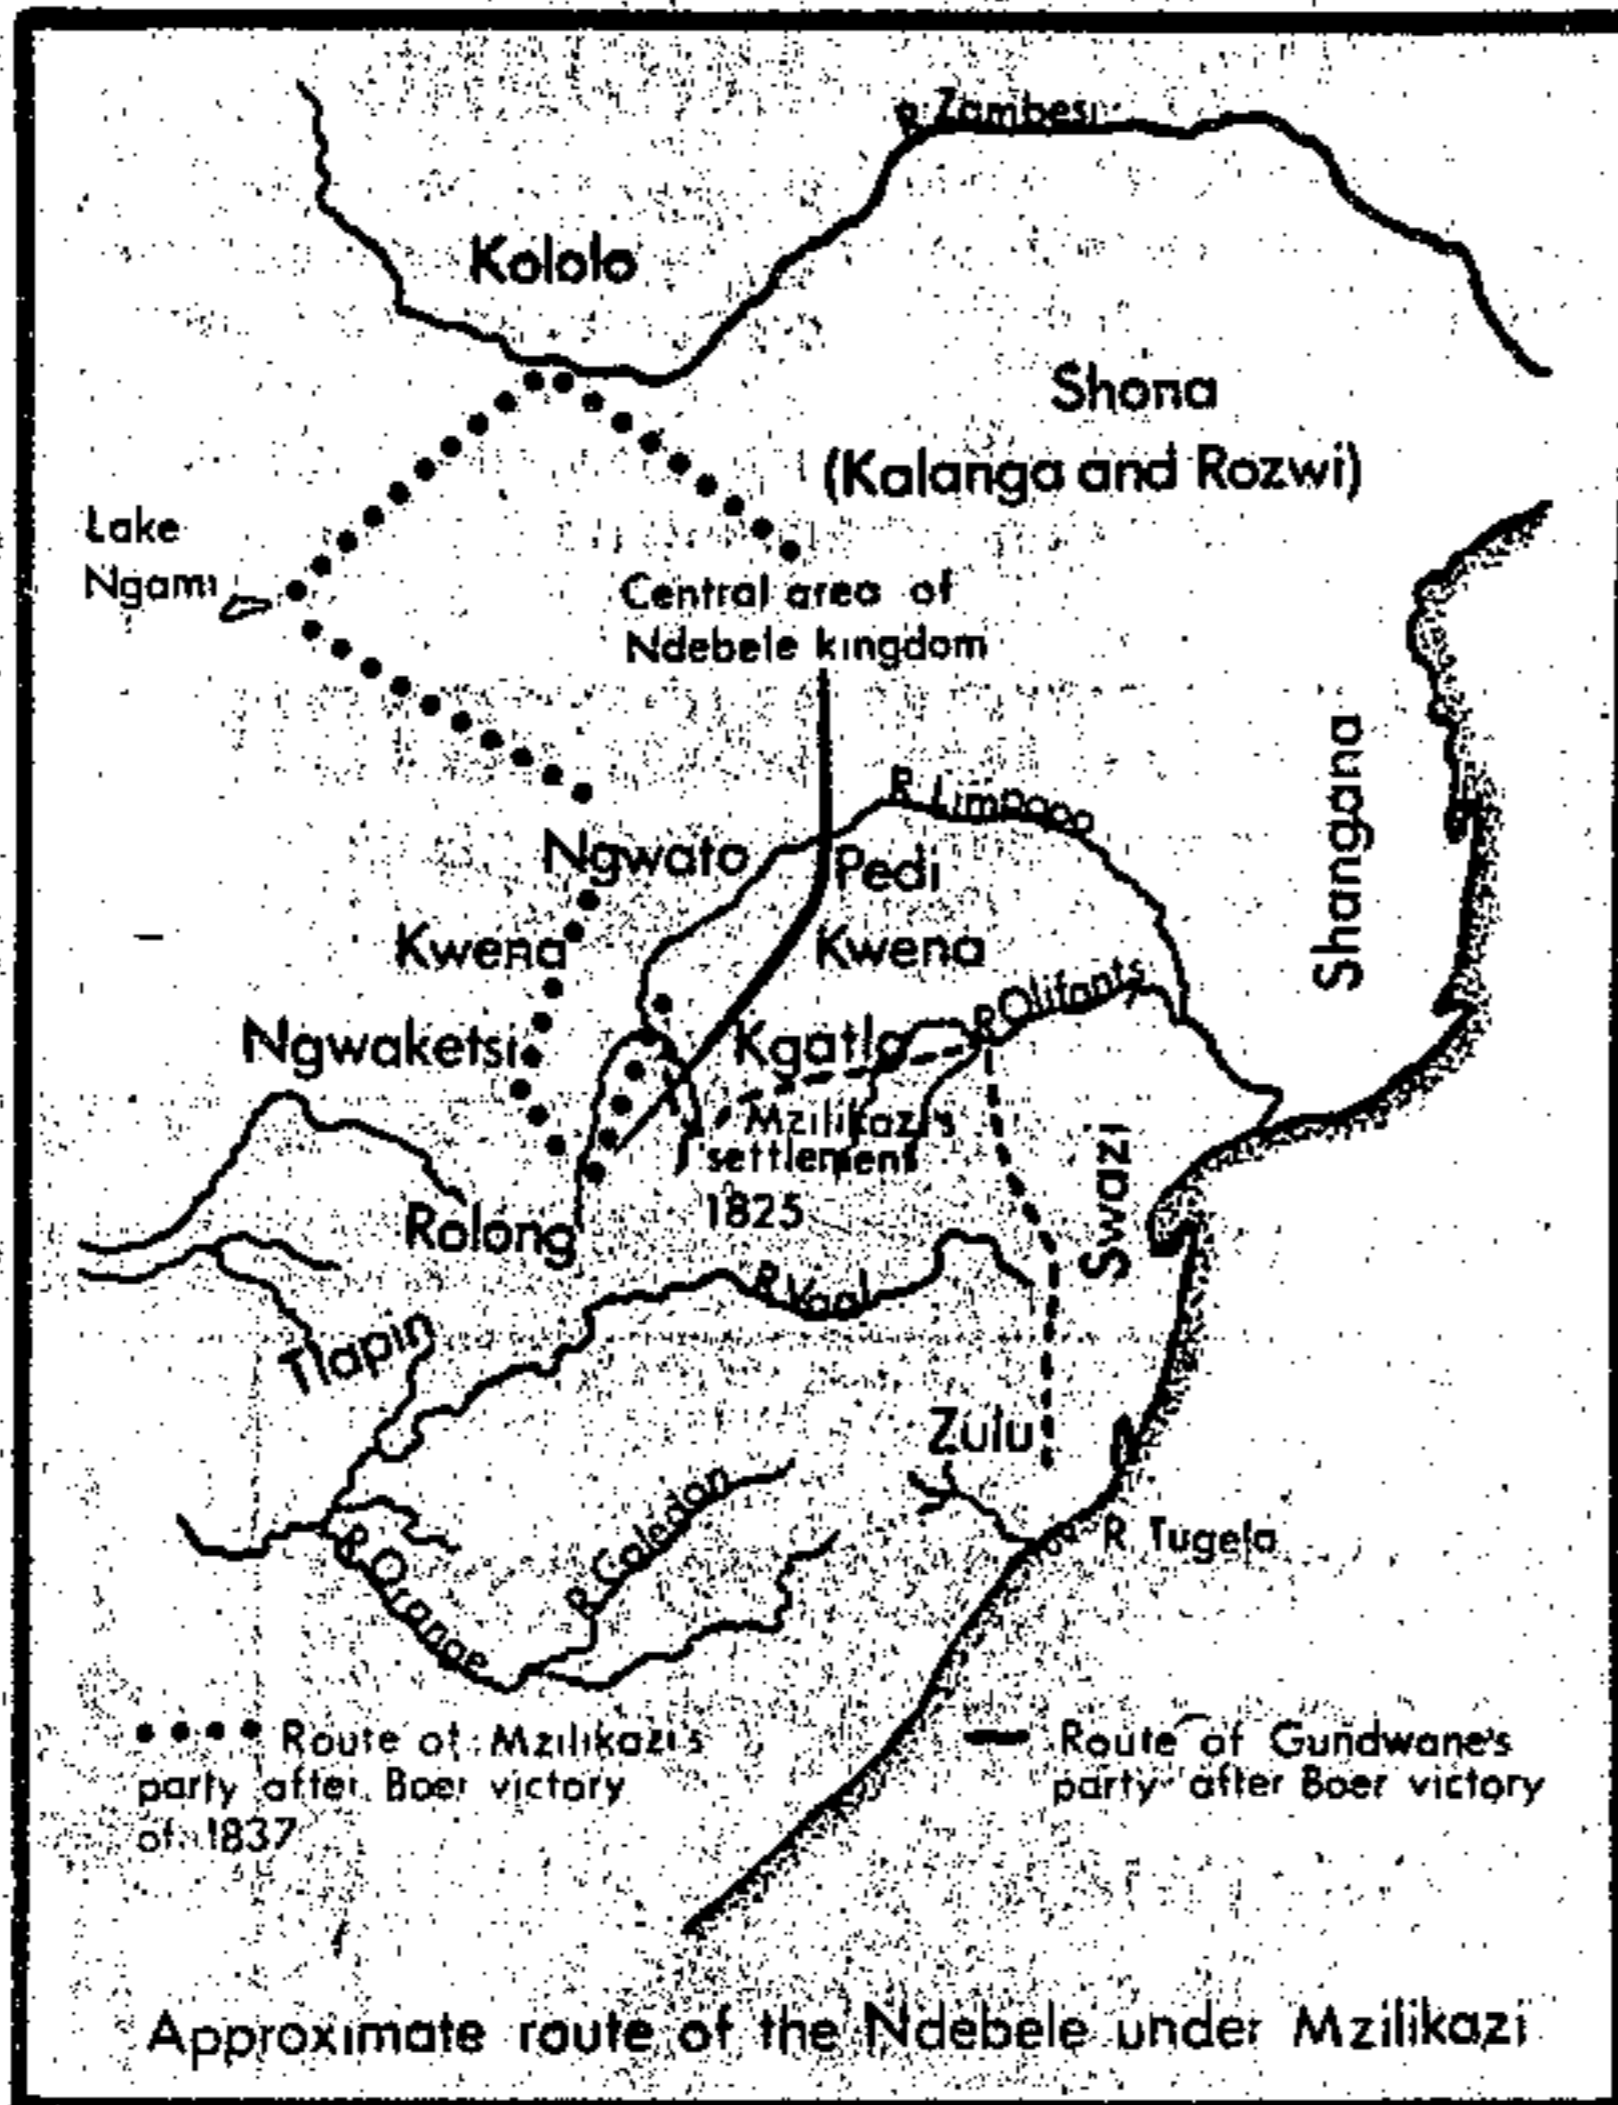 R. Zambesi
Kololo
Shona
(Kalanga and Rozwi)
Lake
Ngami
Central area of
Ndebele kingdom
Shangana
R. Limpopo
Ngwato
Pedi
Kwena
Kwena
R. Olifants
Ngwaketsi
Kgatla
Mzilikazi's
settlement
1825
Swazi
Rolong
R. Vaal
Tlapin
Zulu
R. Caledon
R. Tugela
R. Orange
Route of Mzilikazi's
party after Boer victory
of 1837
Route of Gundwane's
party after Boer victory
Approximate route of the Ndebele under Mzilikazi